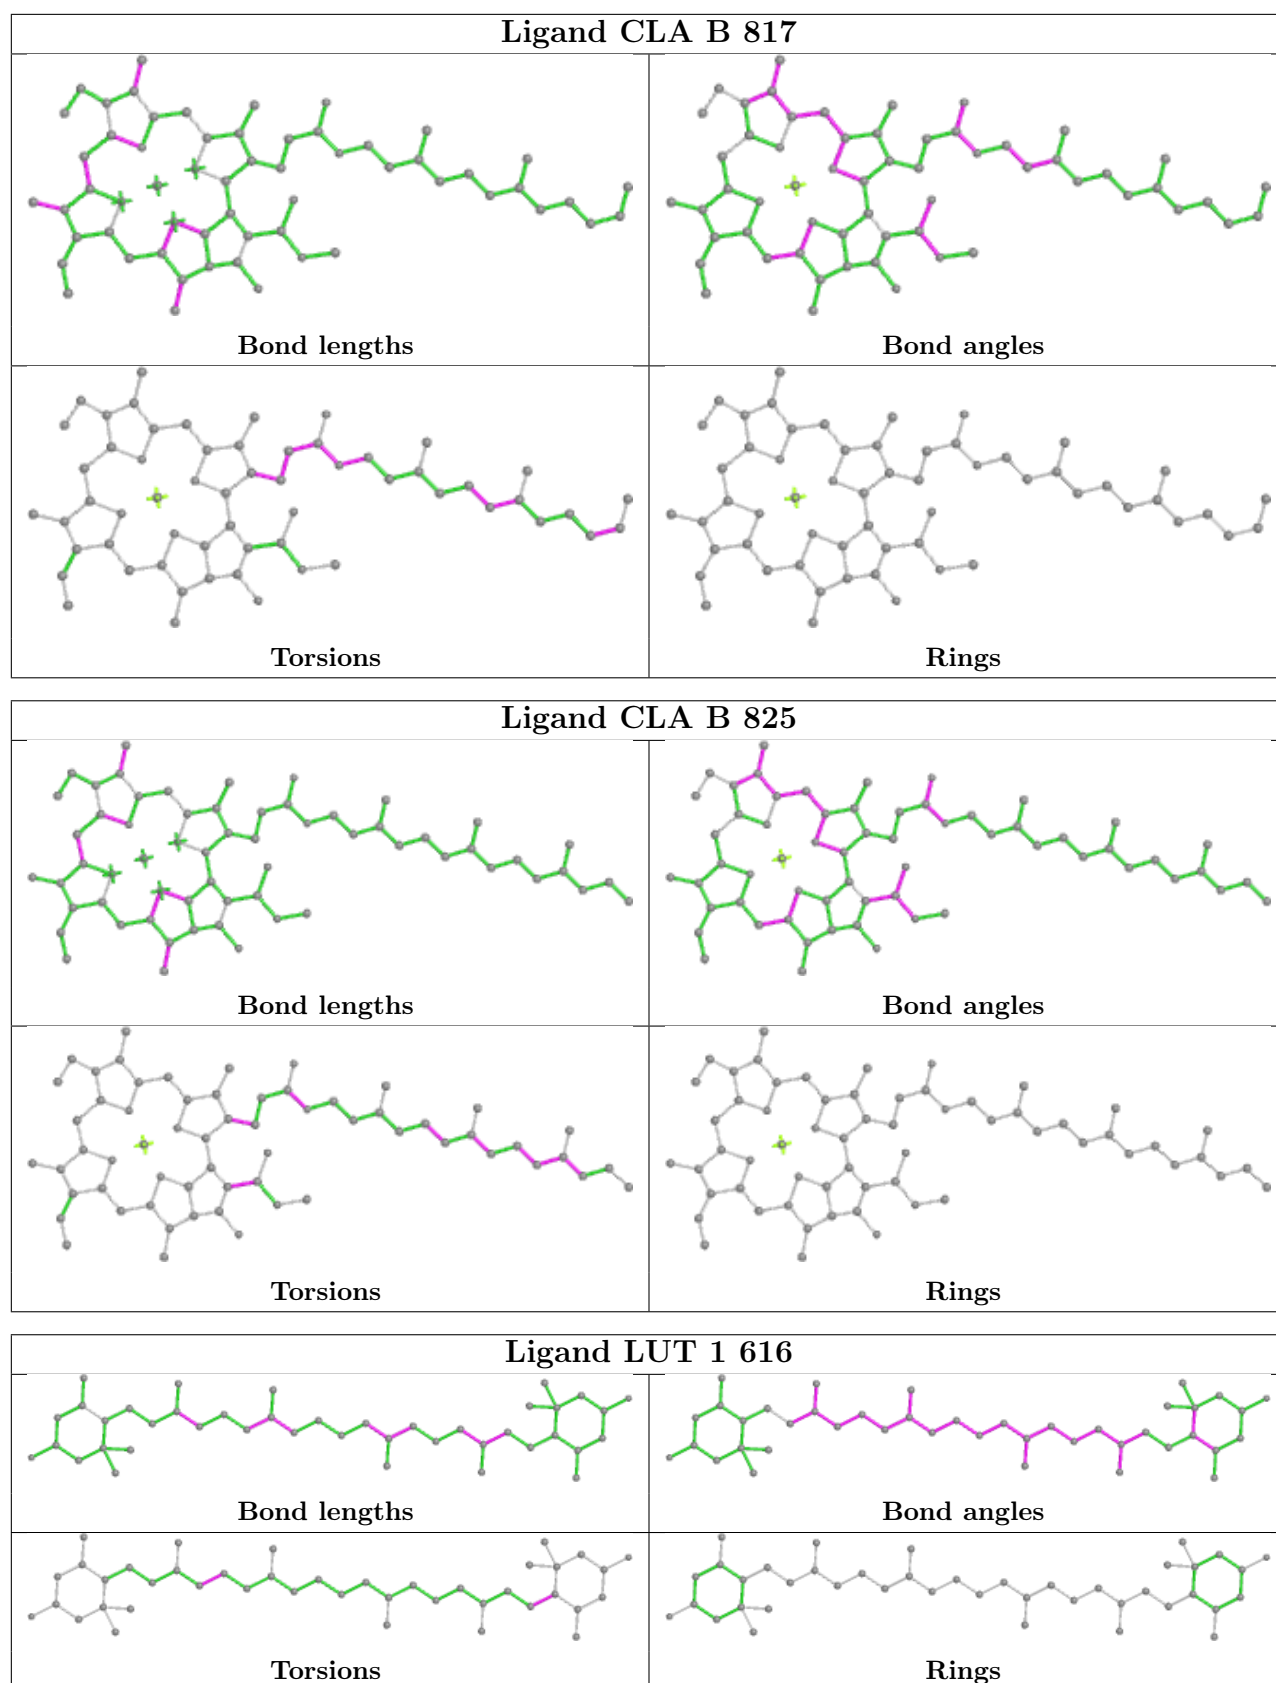 Ligand CLA B 817
Bond lengths
Bond angles
Torsions
Rings
Ligand CLA B 825
Bond lengths
Bond angles
Torsions
Rings
Ligand LUT 1 616
Bond lengths
Bond angles
Torsions
Rings